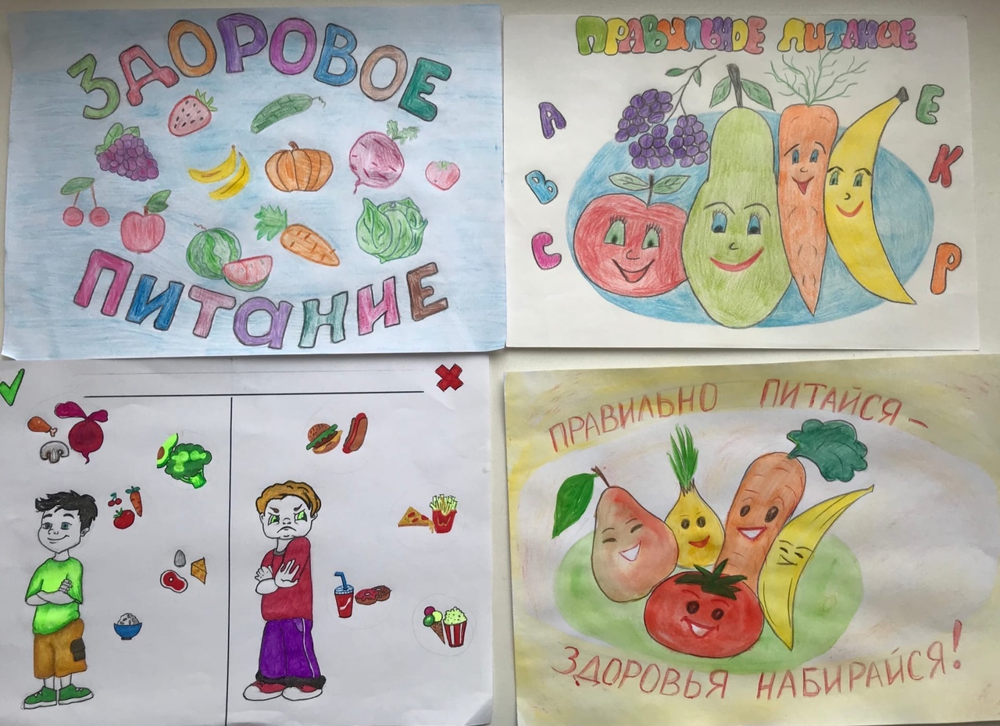 ЗДОРОВОЕ
ПИТАНИЕ
ПРАВИЛЬНОЕ ПИТАНИЕ
А
В
С
Е
К
Р
ПРАВИЛЬНО ПИТАЙСЯ -
ЗДОРОВЬЯ НАБИРАЙСЯ!